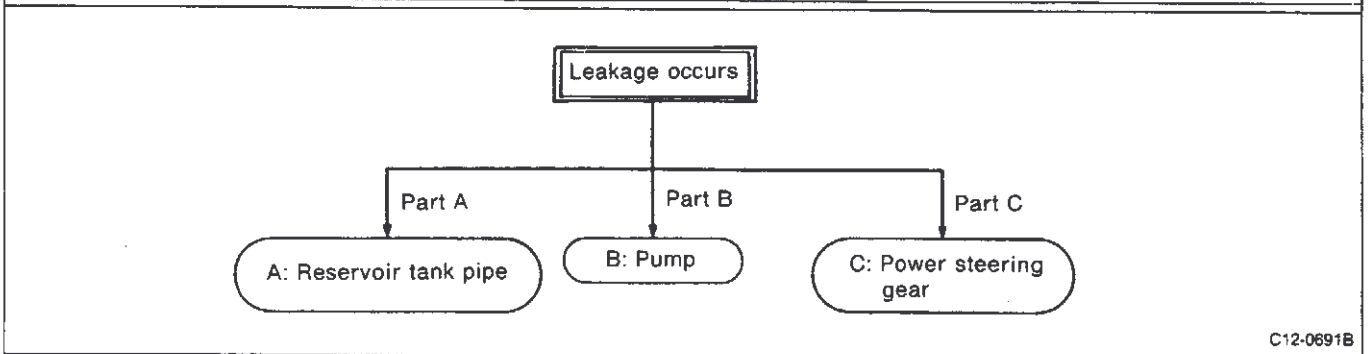 Leakage occurs
Part A
Part B
Part C
A: Reservoir tank pipe
B: Pump
C: Power steering
gear
C12-0691B